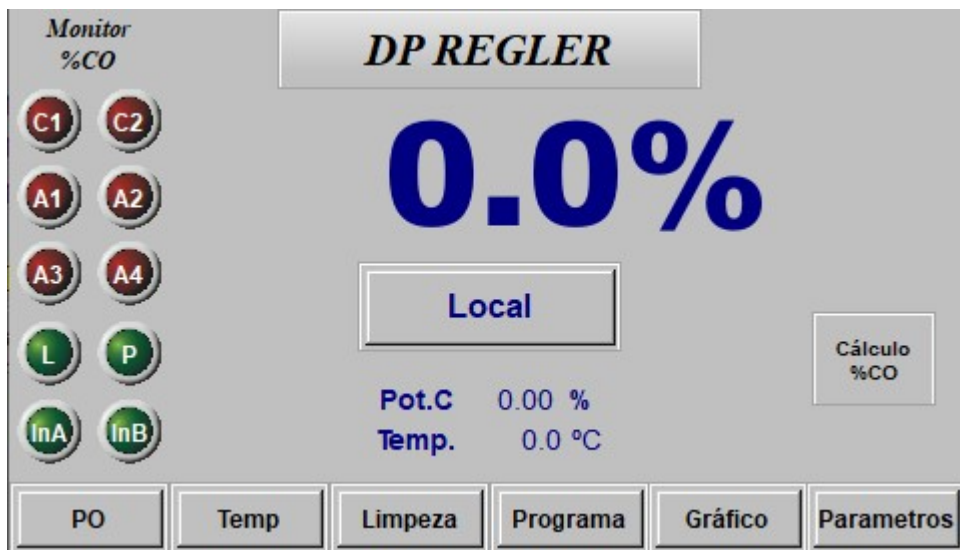 Monitor
%CO
DP REGLER
C1 C2
0.0%
A1 A2
A3 A4
Local
L P
Cálculo
%CO
Pot.C 0.00 %
InA InB
Temp. 0.0 ºC
PO Temp Limpeza Programa Gráfico Parametros